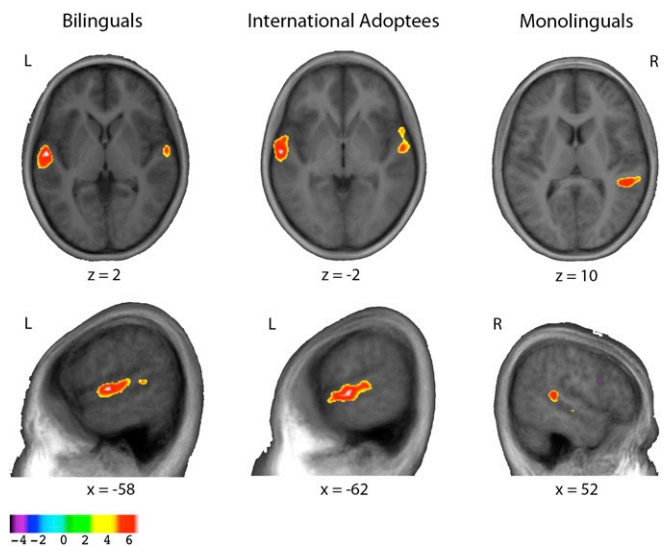 Bilinguals International Adoptees Monolinguals
L R
z = 2 z = -2 z = 10
L L R
x = -58 x = -62 x = 52
-4 -2 0 2 4 6